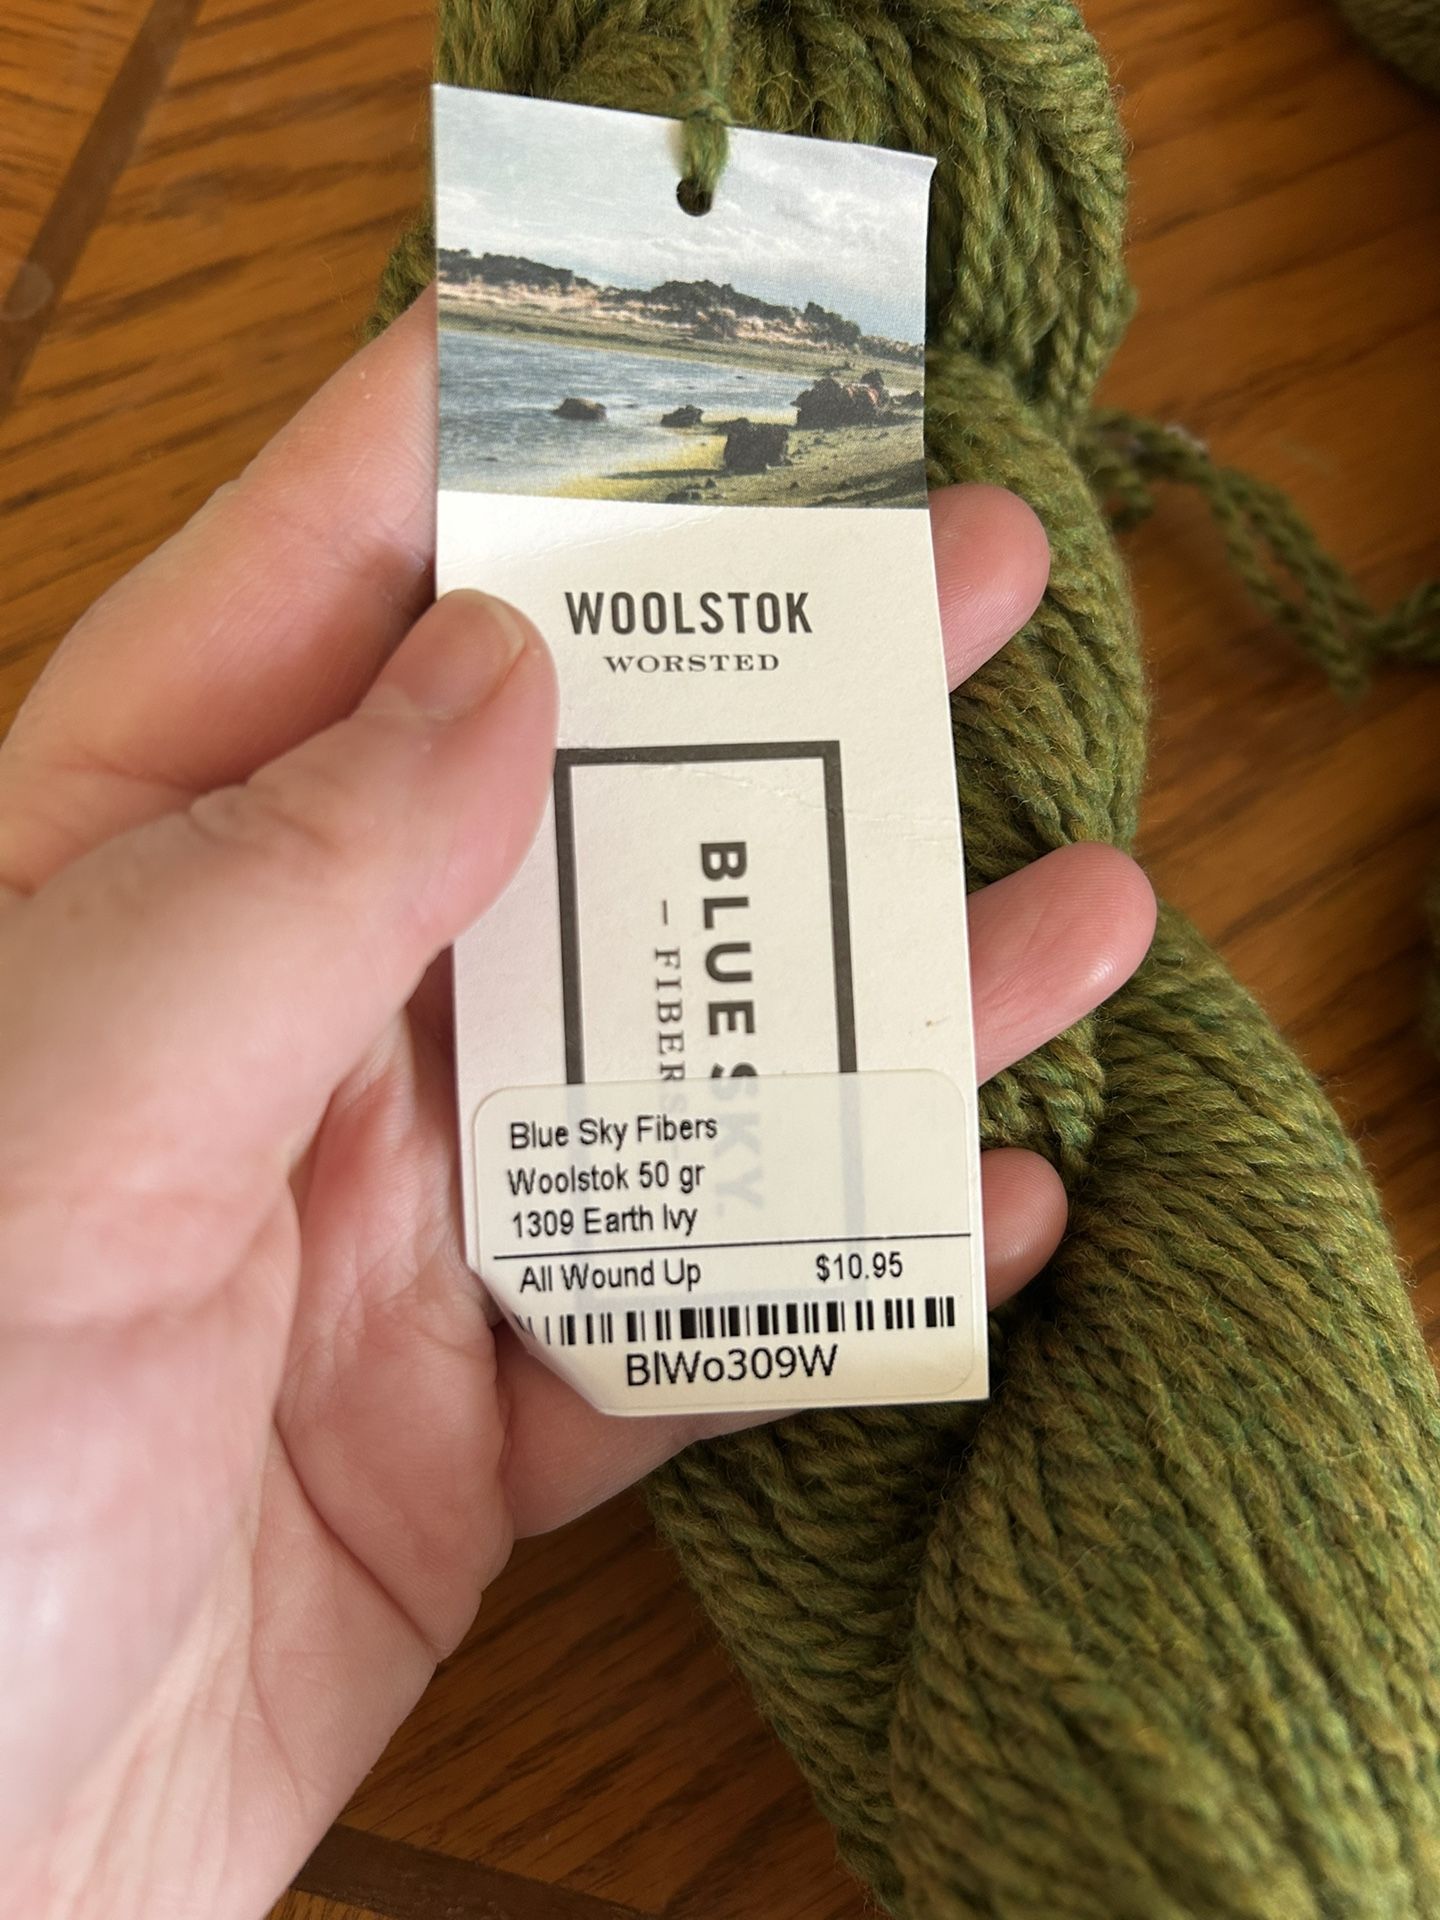 WOOLSTOK
WORSTED
BLUE SKY.
— FIBERS
Blue Sky Fibers
Woolstok 50 gr
1309 Earth Ivy
All Wound Up $10.95
BlWo309W